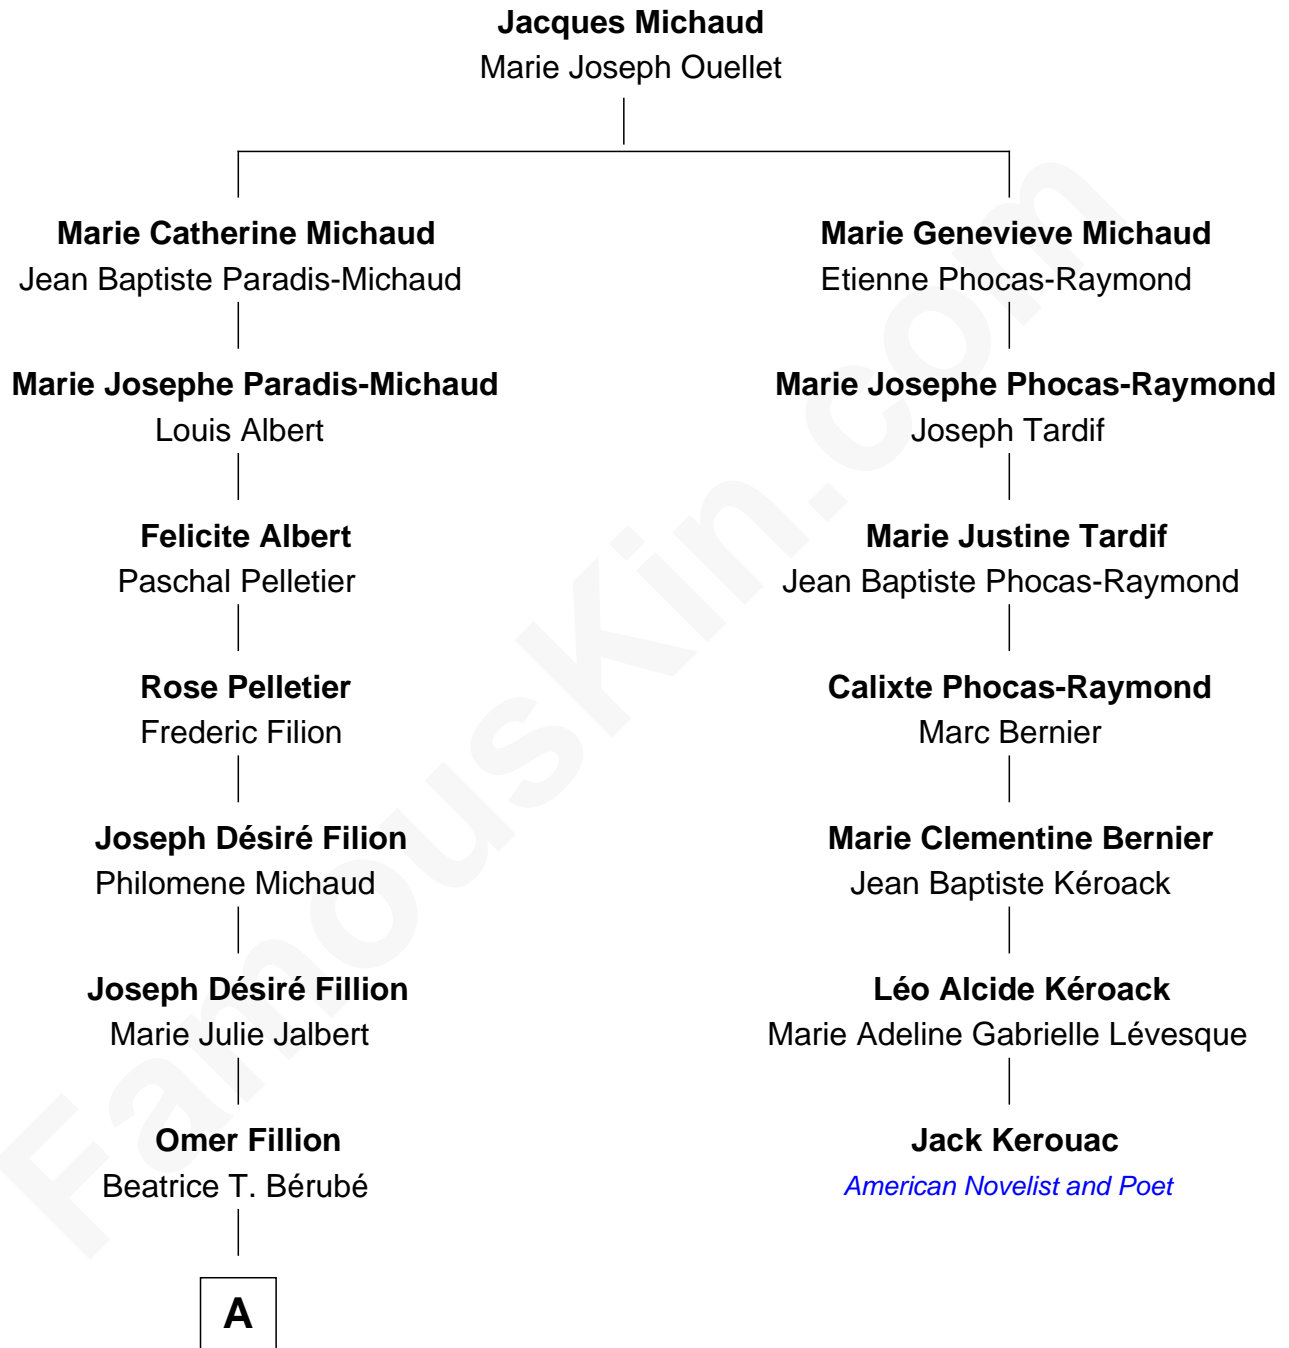 Jacques Michaud
Marie Joseph Ouellet
Marie Catherine Michaud
Jean Baptiste Paradis-Michaud
Marie Genevieve Michaud
Etienne Phocas-Raymond
Marie Josephe Paradis-Michaud
Louis Albert
Marie Josephe Phocas-Raymond
Joseph Tardif
Felicite Albert
Paschal Pelletier
Marie Justine Tardif
Jean Baptiste Phocas-Raymond
Rose Pelletier
Frederic Filion
Calixte Phocas-Raymond
Marc Bernier
Joseph Désiré Filion
Philomene Michaud
Marie Clementine Bernier
Jean Baptiste Kéroack
Joseph Désiré Fillion
Marie Julie Jalbert
Léo Alcide Kéroack
Marie Adeline Gabrielle Lévesque
Omer Fillion
Beatrice T. Bérubé
Jack Kerouac
American Novelist and Poet
A
FamousKin.com